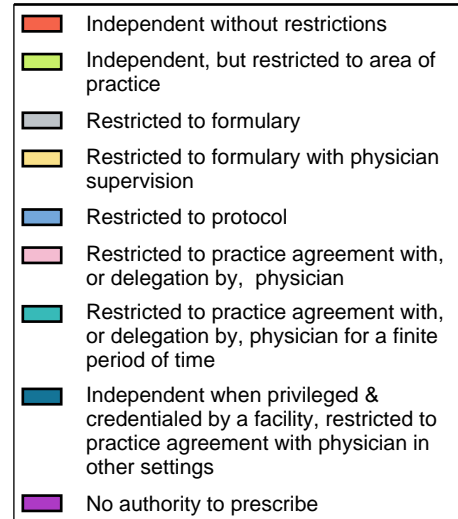 Independent without restrictions
Independent, but restricted to area of
practice
Restricted to formulary
Restricted to formulary with physician
supervision
Restricted to protocol
Restricted to practice agreement with,
or delegation by,  physician
Restricted to practice agreement with,
or delegation by, physician for a finite
period of time
Independent when privileged &
credentialed by a facility, restricted to
practice agreement with physician in
other settings
No authority to prescribe